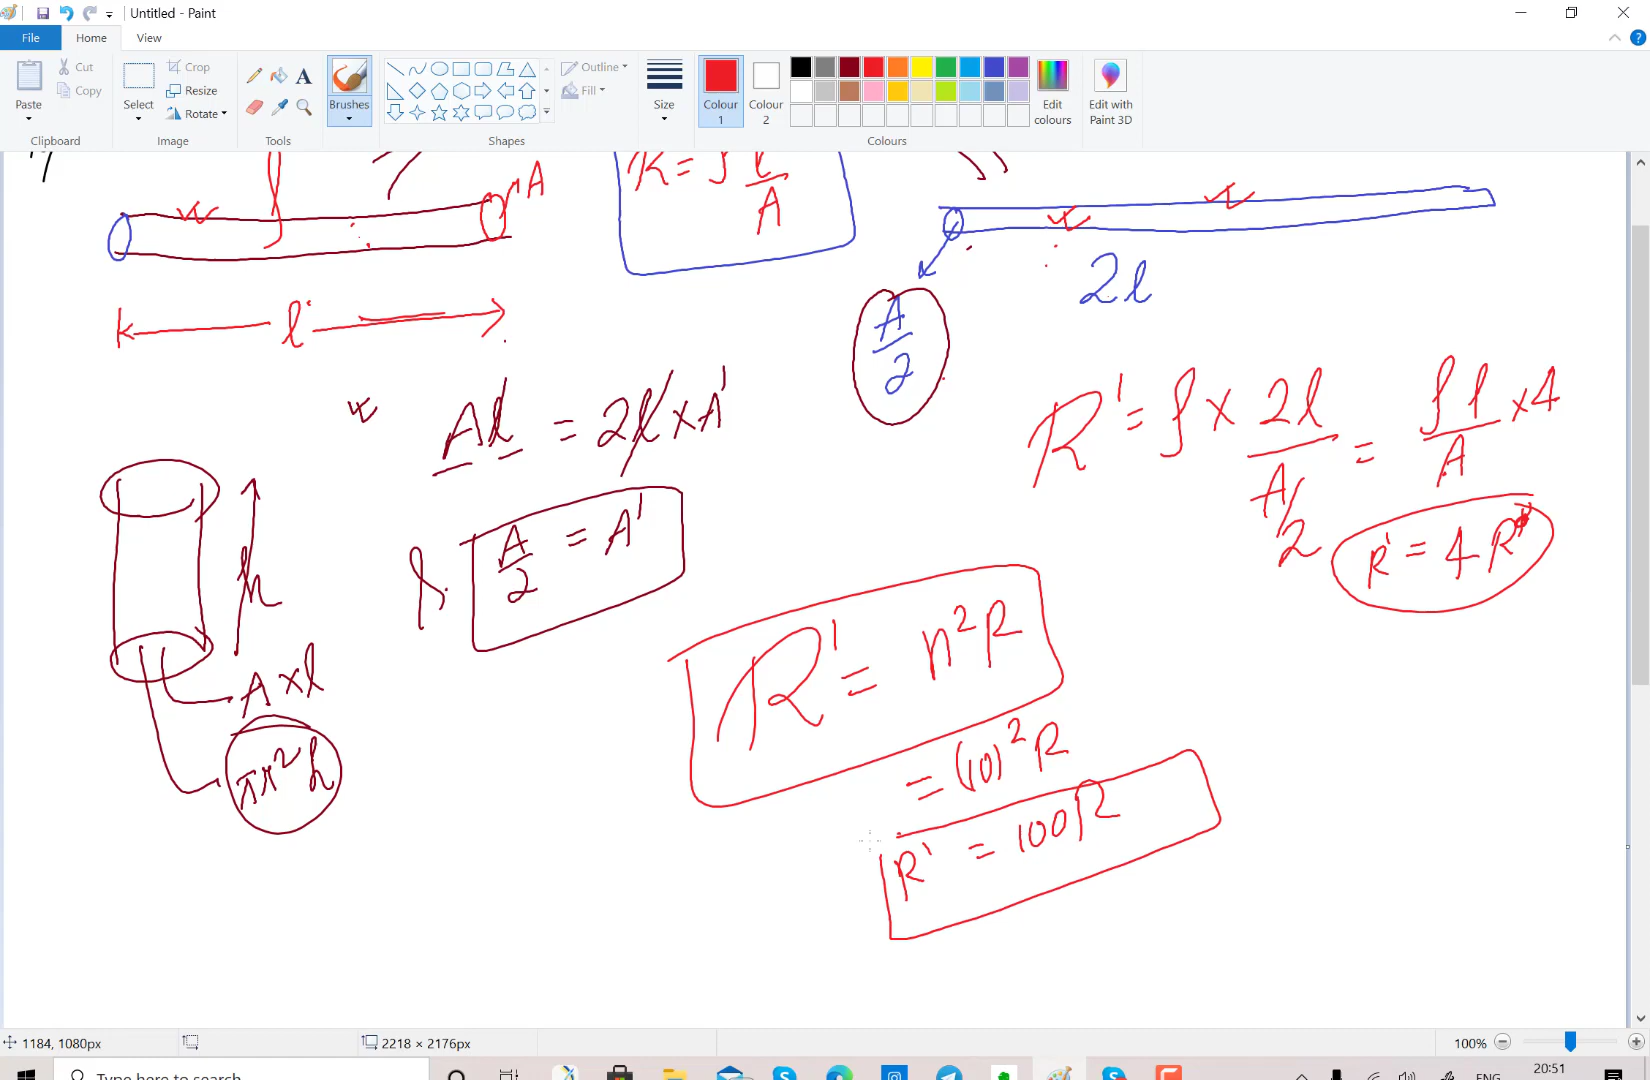 Untitled - Paint
File
Home
View
Paste
Cut
Copy
Clipboard
Select
Crop
Resize
Rotate
Image
Tools
Brushes
Shapes
Outline
Fill
Size
Colour 1
Colour 2
Edit colours
Edit with Paint 3D
Colours
ρ
A
R = ρ l/A
l
2l
A/2
Al = 2l × A'
R' = ρ × 2l / A/2 = ρl/A × 4
h
A/2 = A'
R' = 4R
R' = n²R
A × l
= (10)² R
πr²h
R' = 100R
1184, 1080px
2218 × 2176px
100%
Type here to search
ENG
20:51